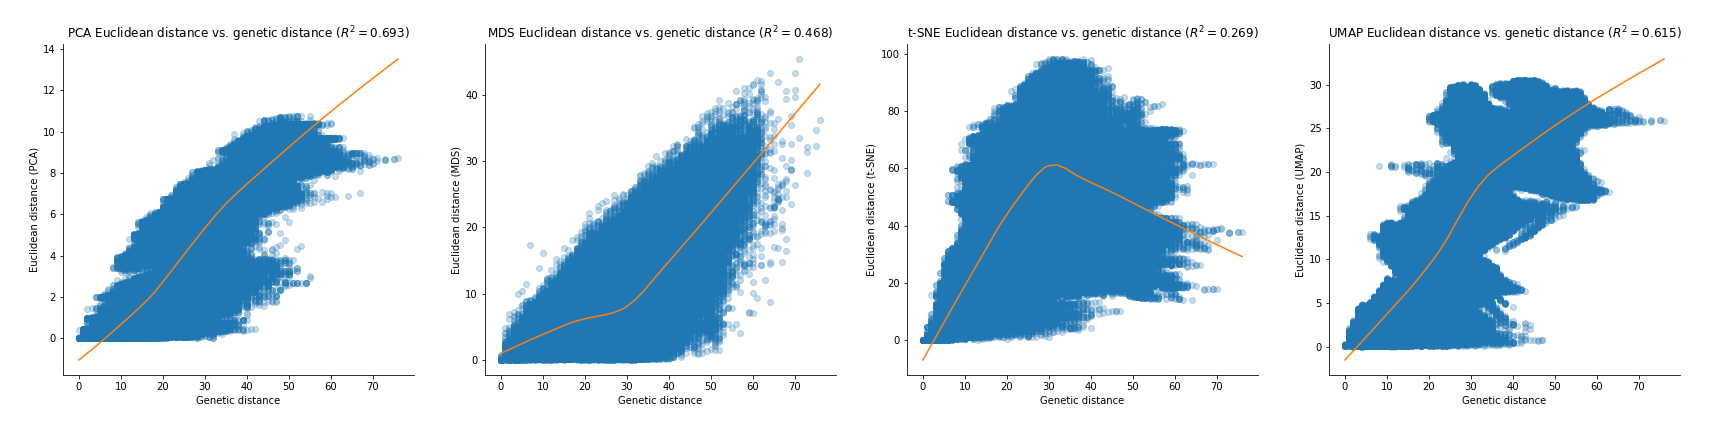 PCA Euclidean distance vs. genetic distance (R² = 0.693)
14
12
10
8
6
4
2
0
Euclidean distance (PCA)
0 10 20 30 40 50 60 70
Genetic distance
MDS Euclidean distance vs. genetic distance (R² = 0.468)
40
30
20
10
0
Euclidean distance (MDS)
0 10 20 30 40 50 60 70
Genetic distance
t-SNE Euclidean distance vs. genetic distance (R² = 0.269)
100
80
60
40
20
0
Euclidean distance (t-SNE)
0 10 20 30 40 50 60 70
Genetic distance
UMAP Euclidean distance vs. genetic distance (R² = 0.615)
30
25
20
15
10
5
0
Euclidean distance (UMAP)
0 10 20 30 40 50 60 70
Genetic distance